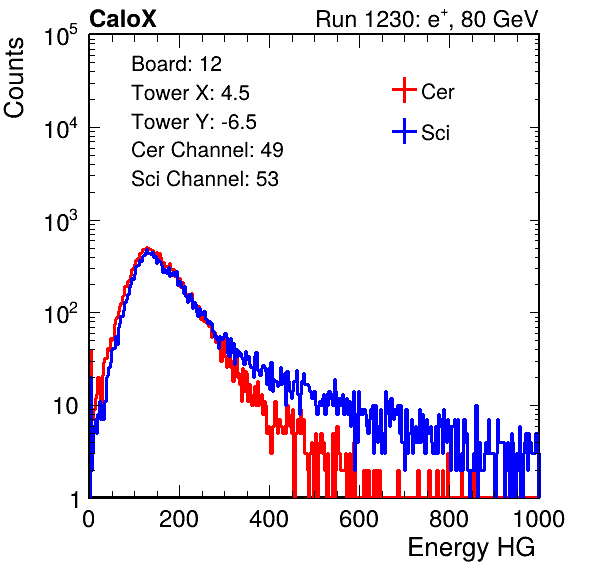 CaloX Run 1230: e⁺, 80 GeV
Counts
10⁵
10⁴
10³
10²
10
1
Board: 12
Tower X: 4.5
Tower Y: -6.5
Cer Channel: 49
Sci Channel: 53
Cer
Sci
0 200 400 600 800 1000
Energy HG